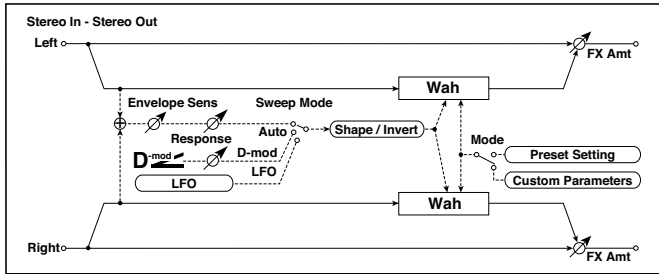 Stereo In - Stereo Out
Left
FX Amt
Wah
Envelope Sens
Sweep Mode
Auto
Response
Shape / Invert
Mode
D-mod
D-mod
Preset Setting
LFO
LFO
Custom Parameters
Wah
Right
FX Amt